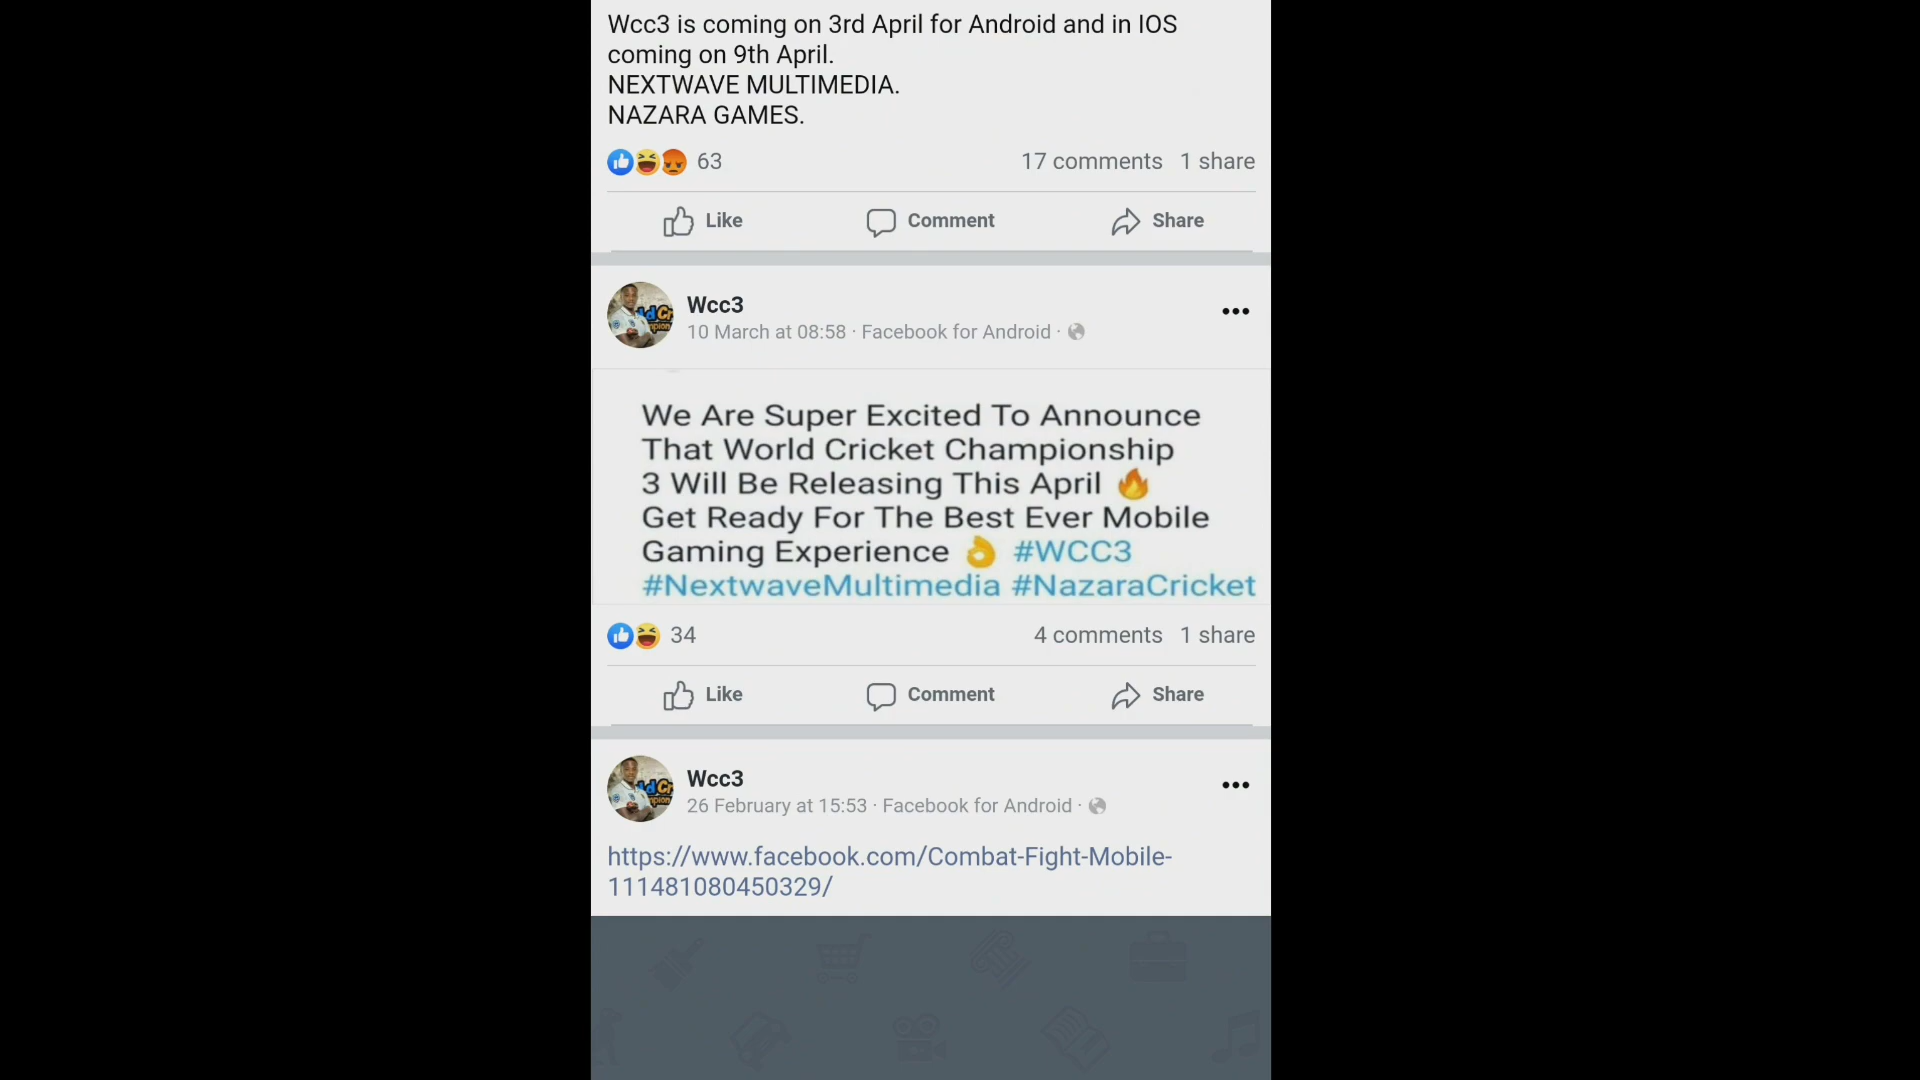 Wcc3 is coming on 3rd April for Android and in IOS
coming on 9th April.
NEXTWAVE MULTIMEDIA.
NAZARA GAMES.
63 17 comments 1 share
Like Comment Share
Wcc3
10 March at 08:58 · Facebook for Android ·
We Are Super Excited To Announce
That World Cricket Championship
3 Will Be Releasing This April 🔥
Get Ready For The Best Ever Mobile
Gaming Experience 👌 #WCC3
#NextwaveMultimedia #NazaraCricket
34 4 comments 1 share
Like Comment Share
Wcc3
26 February at 15:53 · Facebook for Android ·
https://www.facebook.com/Combat-Fight-Mobile-
111481080450329/